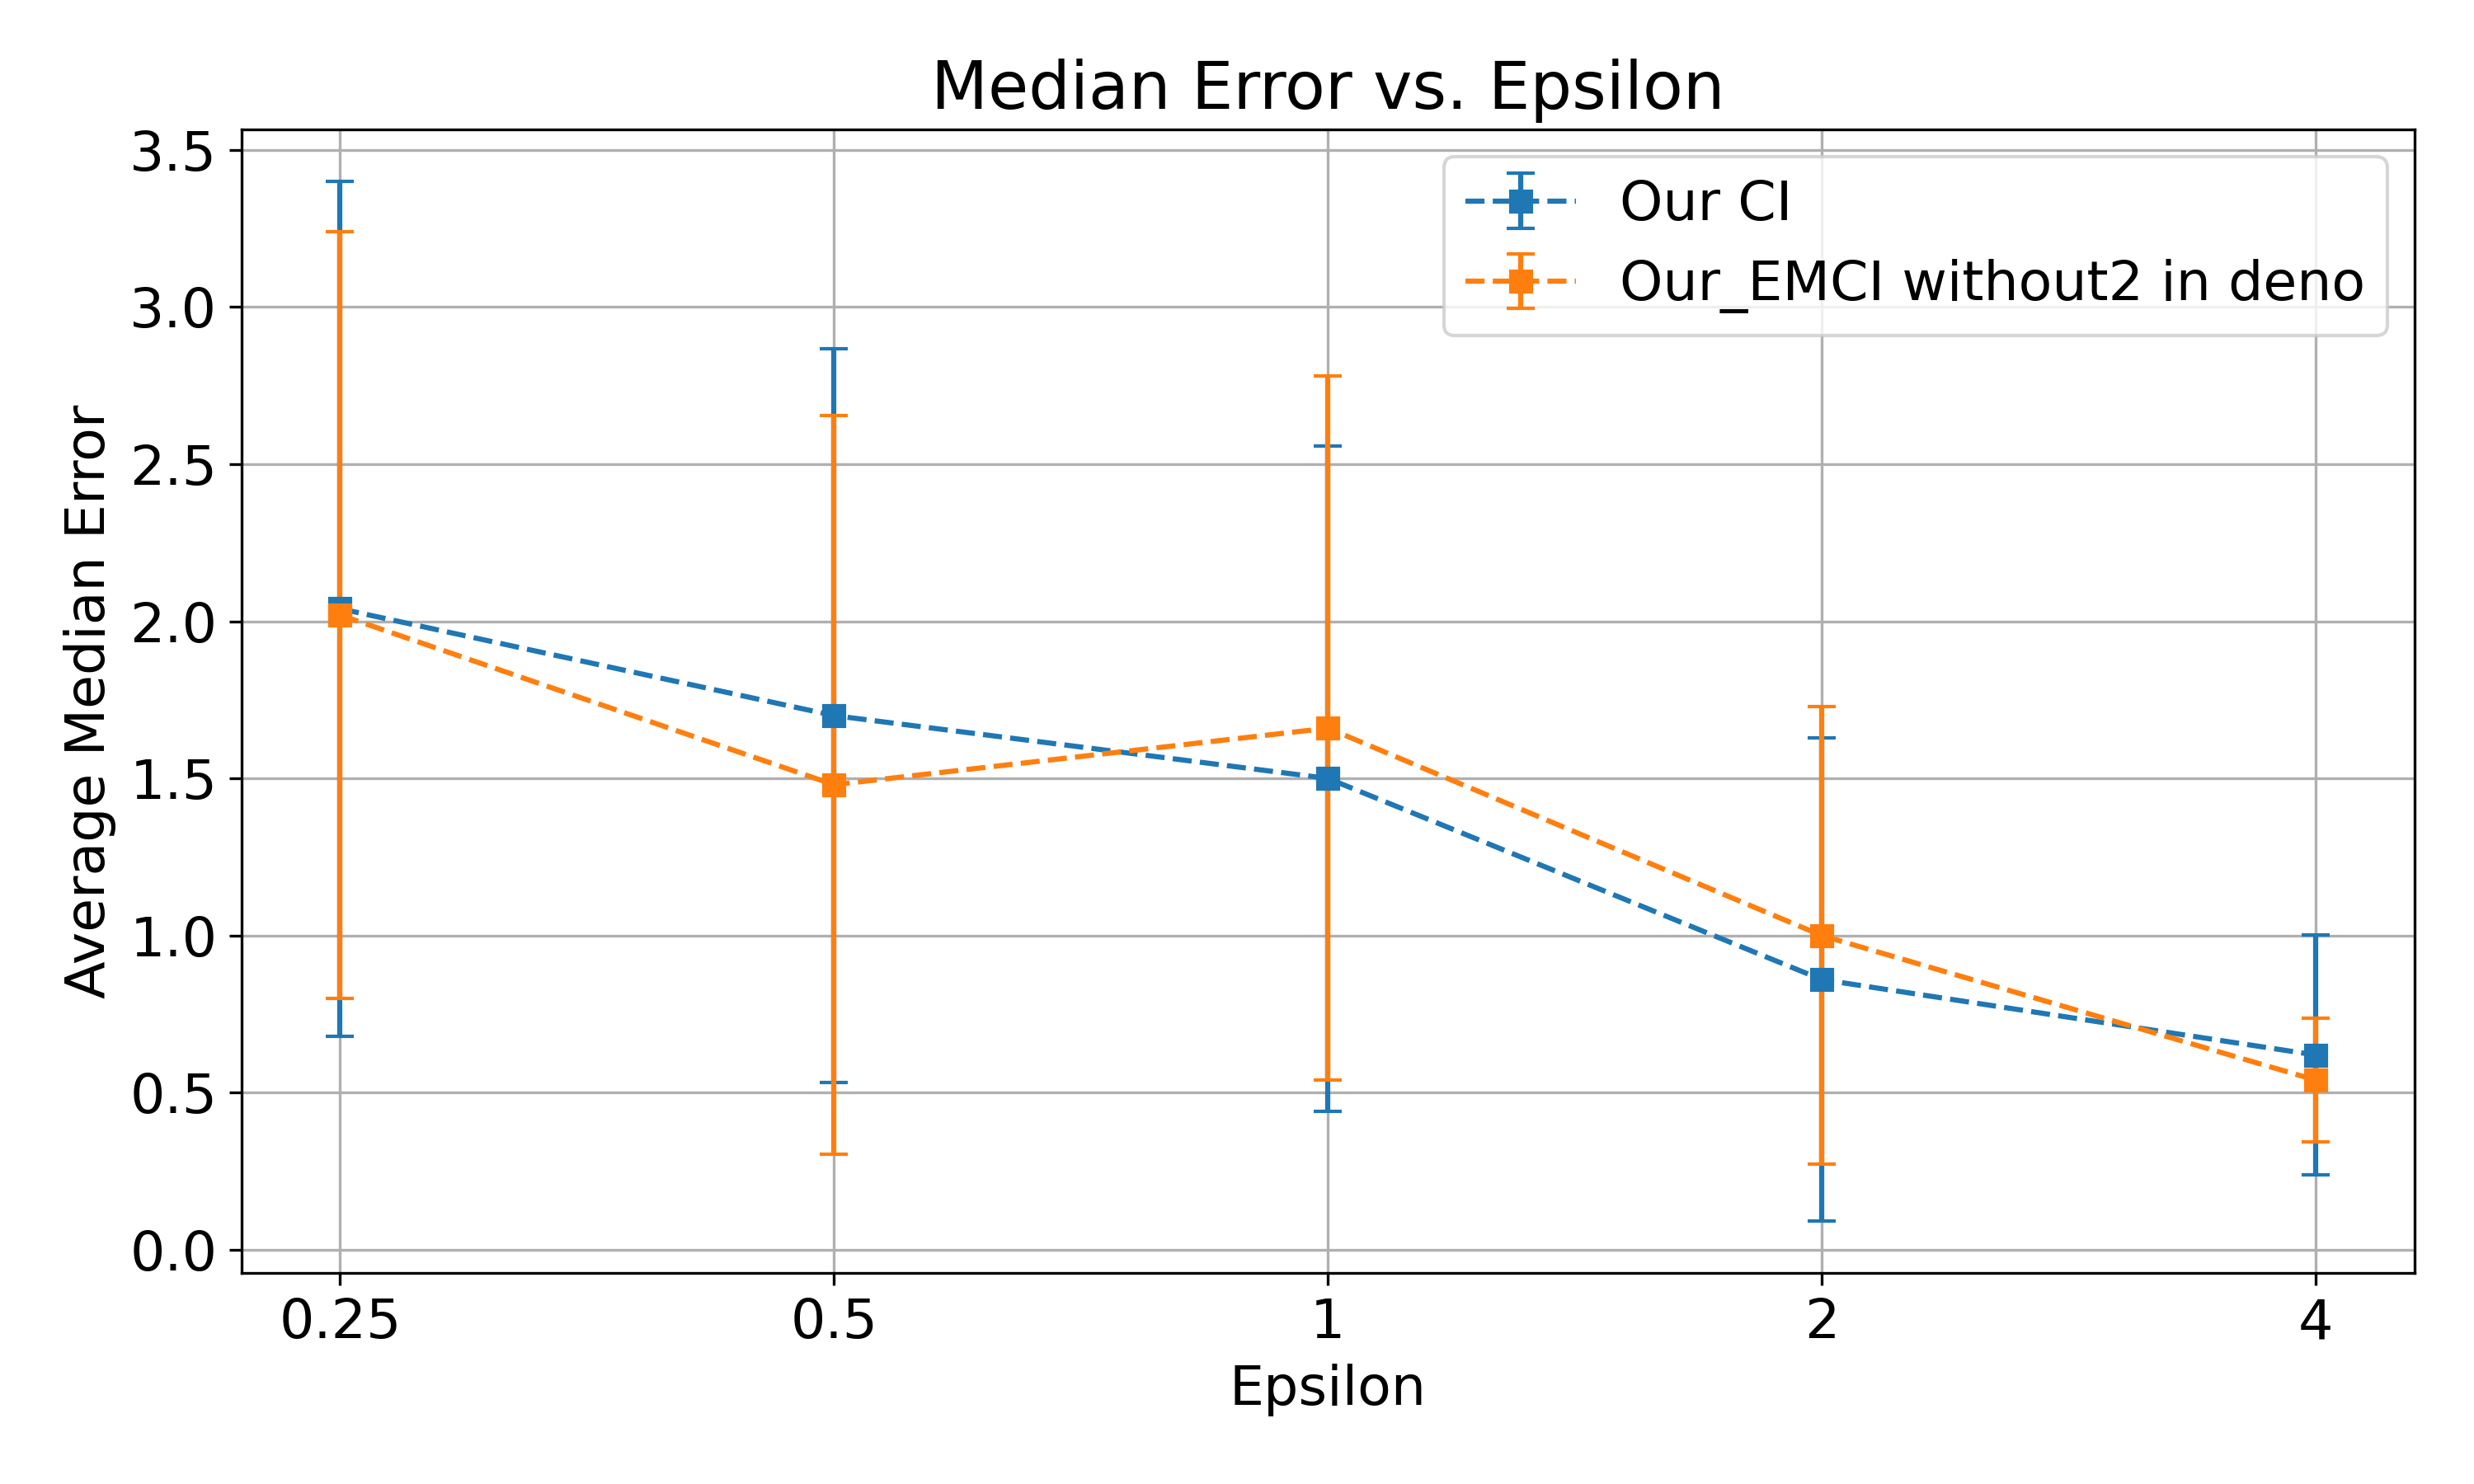 Median Error vs. Epsilon
Our CI
Our_EMCI without2 in deno
Average Median Error
3.5
3.0
2.5
2.0
1.5
1.0
0.5
0.0
0.25 0.5 1 2 4
Epsilon